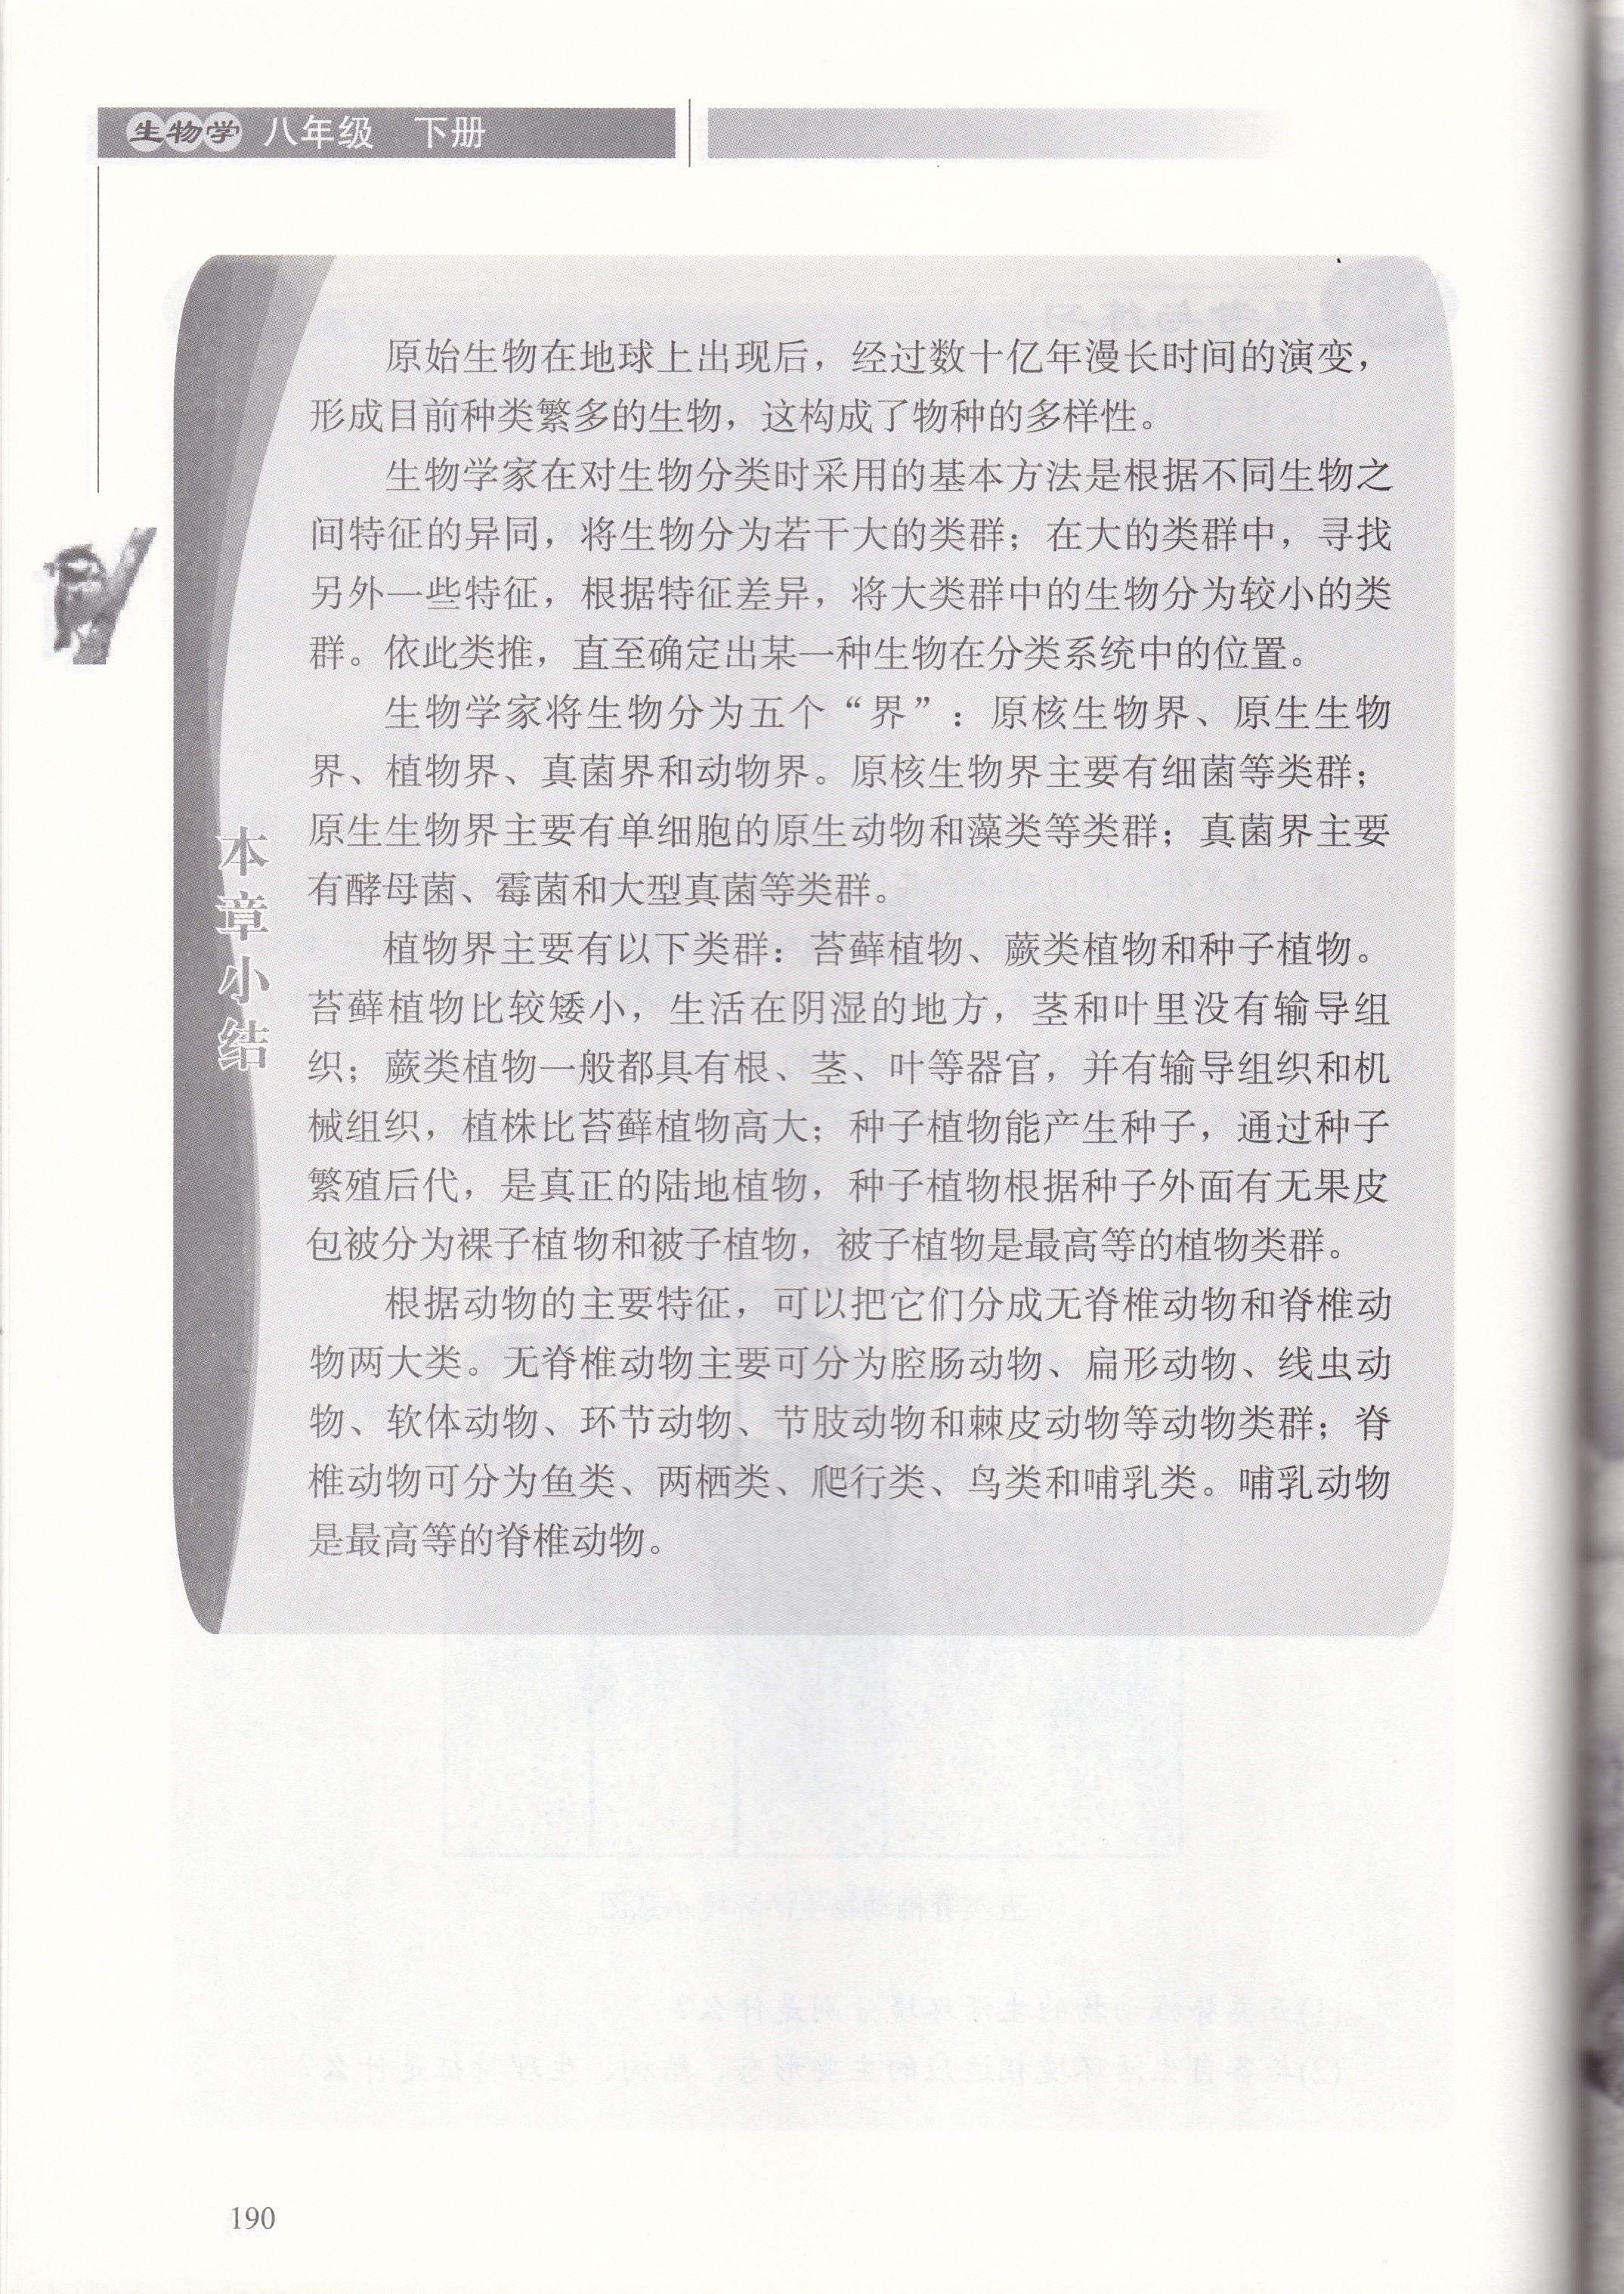 生物学 八年级 下册
本章小结
原始生物在地球上出现后，经过数十亿年漫长时间的演变，
形成目前种类繁多的生物，这构成了物种的多样性。
生物学家在对生物分类时采用的基本方法是根据不同生物之
间特征的异同，将生物分为若干大的类群；在大的类群中，寻找
另外一些特征，根据特征差异，将大类群中的生物分为较小的类
群。依此类推，直至确定出某一种生物在分类系统中的位置。
生物学家将生物分为五个“界”：原核生物界、原生生物
界、植物界、真菌界和动物界。原核生物界主要有细菌等类群；
原生生物界主要有单细胞的原生动物和藻类等类群；真菌界主要
有酵母菌、霉菌和大型真菌等类群。
植物界主要有以下类群：苔藓植物、蕨类植物和种子植物。
苔藓植物比较矮小，生活在阴湿的地方，茎和叶里没有输导组
织；蕨类植物一般都具有根、茎、叶等器官，并有输导组织和机
械组织，植株比苔藓植物高大；种子植物能产生种子，通过种子
繁殖后代，是真正的陆地植物，种子植物根据种子外面有无果皮
包被分为裸子植物和被子植物，被子植物是最高等的植物类群。
根据动物的主要特征，可以把它们分成无脊椎动物和脊椎动
物两大类。无脊椎动物主要可分为腔肠动物、扁形动物、线虫动
物、软体动物、环节动物、节肢动物和棘皮动物等动物类群；脊
椎动物可分为鱼类、两栖类、爬行类、鸟类和哺乳类。哺乳动物
是最高等的脊椎动物。
190